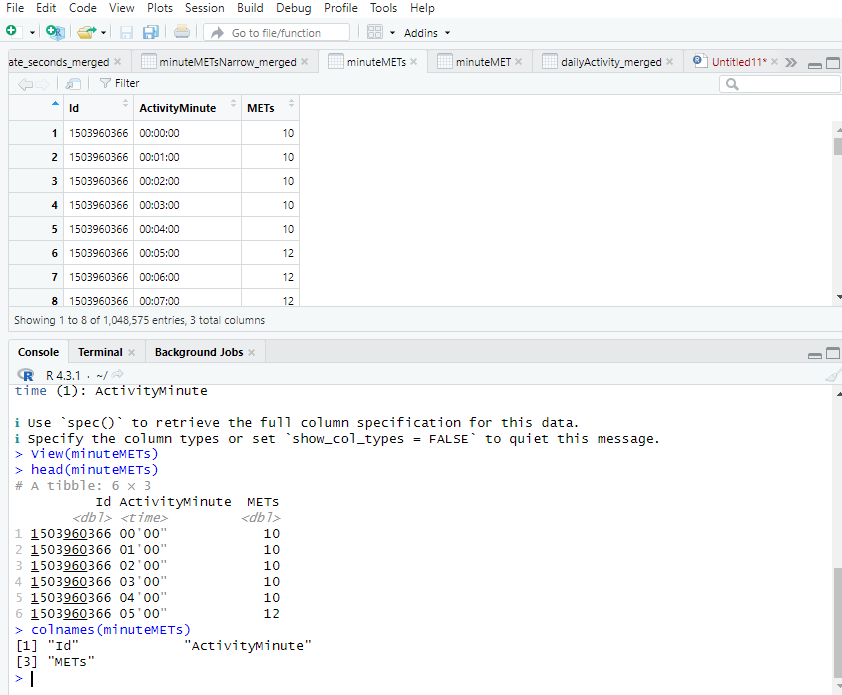 File Edit Code View Plots Session Build Debug Profile Tools Help
Go to file/function Addins
ate_seconds_merged minuteMETsNarrow_merged minuteMETs minuteMET dailyActivity_merged Untitled11*
Filter
Id ActivityMinute METs
1 1503960366 00:00:00 10
2 1503960366 00:01:00 10
3 1503960366 00:02:00 10
4 1503960366 00:03:00 10
5 1503960366 00:04:00 10
6 1503960366 00:05:00 12
7 1503960366 00:06:00 12
8 1503960366 00:07:00 12
Showing 1 to 8 of 1,048,575 entries, 3 total columns
Console Terminal Background Jobs
R R 4.3.1 · ~/
time (1): ActivityMinute
i Use `spec()` to retrieve the full column specification for this data.
i Specify the column types or set `show_col_types = FALSE` to quiet this message.
> View(minuteMETs)
> head(minuteMETs)
# A tibble: 6 x 3
Id ActivityMinute METs
<dbl> <time> <dbl>
1 1503960366 00'00" 10
2 1503960366 01'00" 10
3 1503960366 02'00" 10
4 1503960366 03'00" 10
5 1503960366 04'00" 10
6 1503960366 05'00" 12
> colnames(minuteMETs)
[1] "Id" "ActivityMinute"
[3] "METs"
>